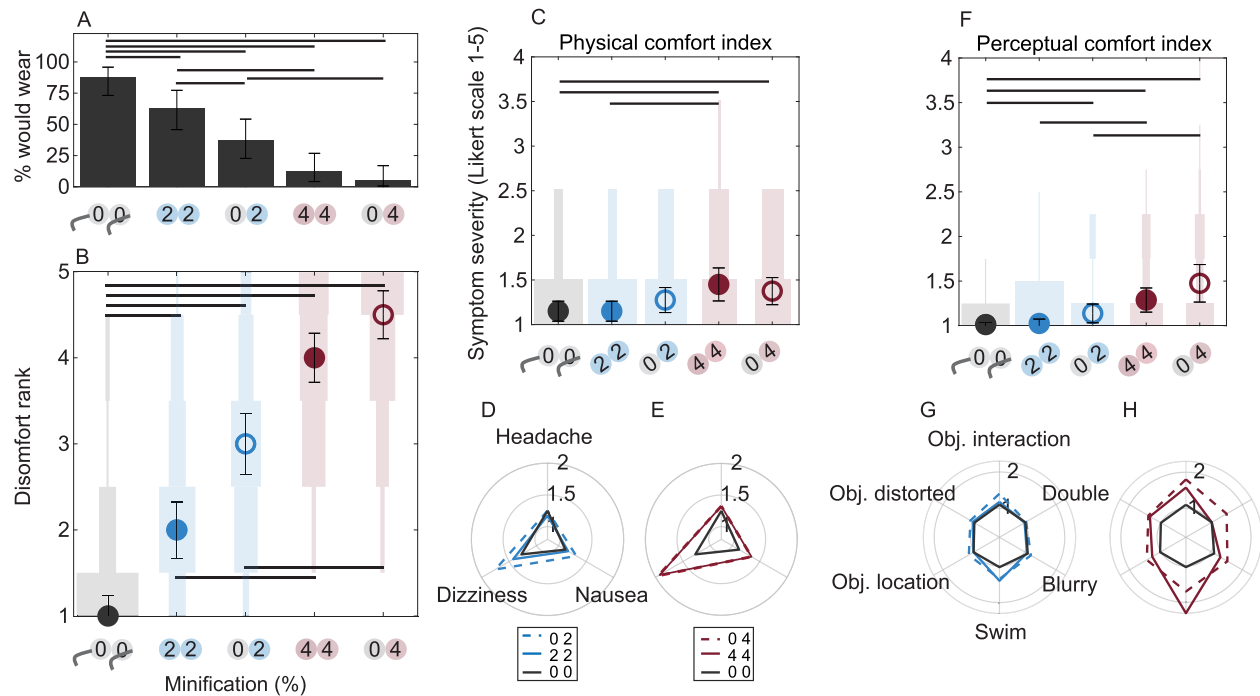 A
% would wear
100
75
50
25
0
0 0
2 2
0 2
4 4
0 4
B
Disomfort rank
5
4
3
2
1
0 0
2 2
0 2
4 4
0 4
Minification (%)
C
Physical comfort index
Symptom severity (Likert scale 1-5)
4
3.5
3
2.5
2
1.5
1
0 0
2 2
0 2
4 4
0 4
D
Headache
2
1.5
1
Dizziness
Nausea
0 2
2 2
0 0
E
2
1.5
1
0 4
4 4
0 0
F
Perceptual comfort index
4
3.5
3
2.5
2
1.5
1
0 0
2 2
0 2
4 4
0 4
G
Obj. interaction
Obj. distorted
Double
2
1
Obj. location
Blurry
Swim
H
2
1